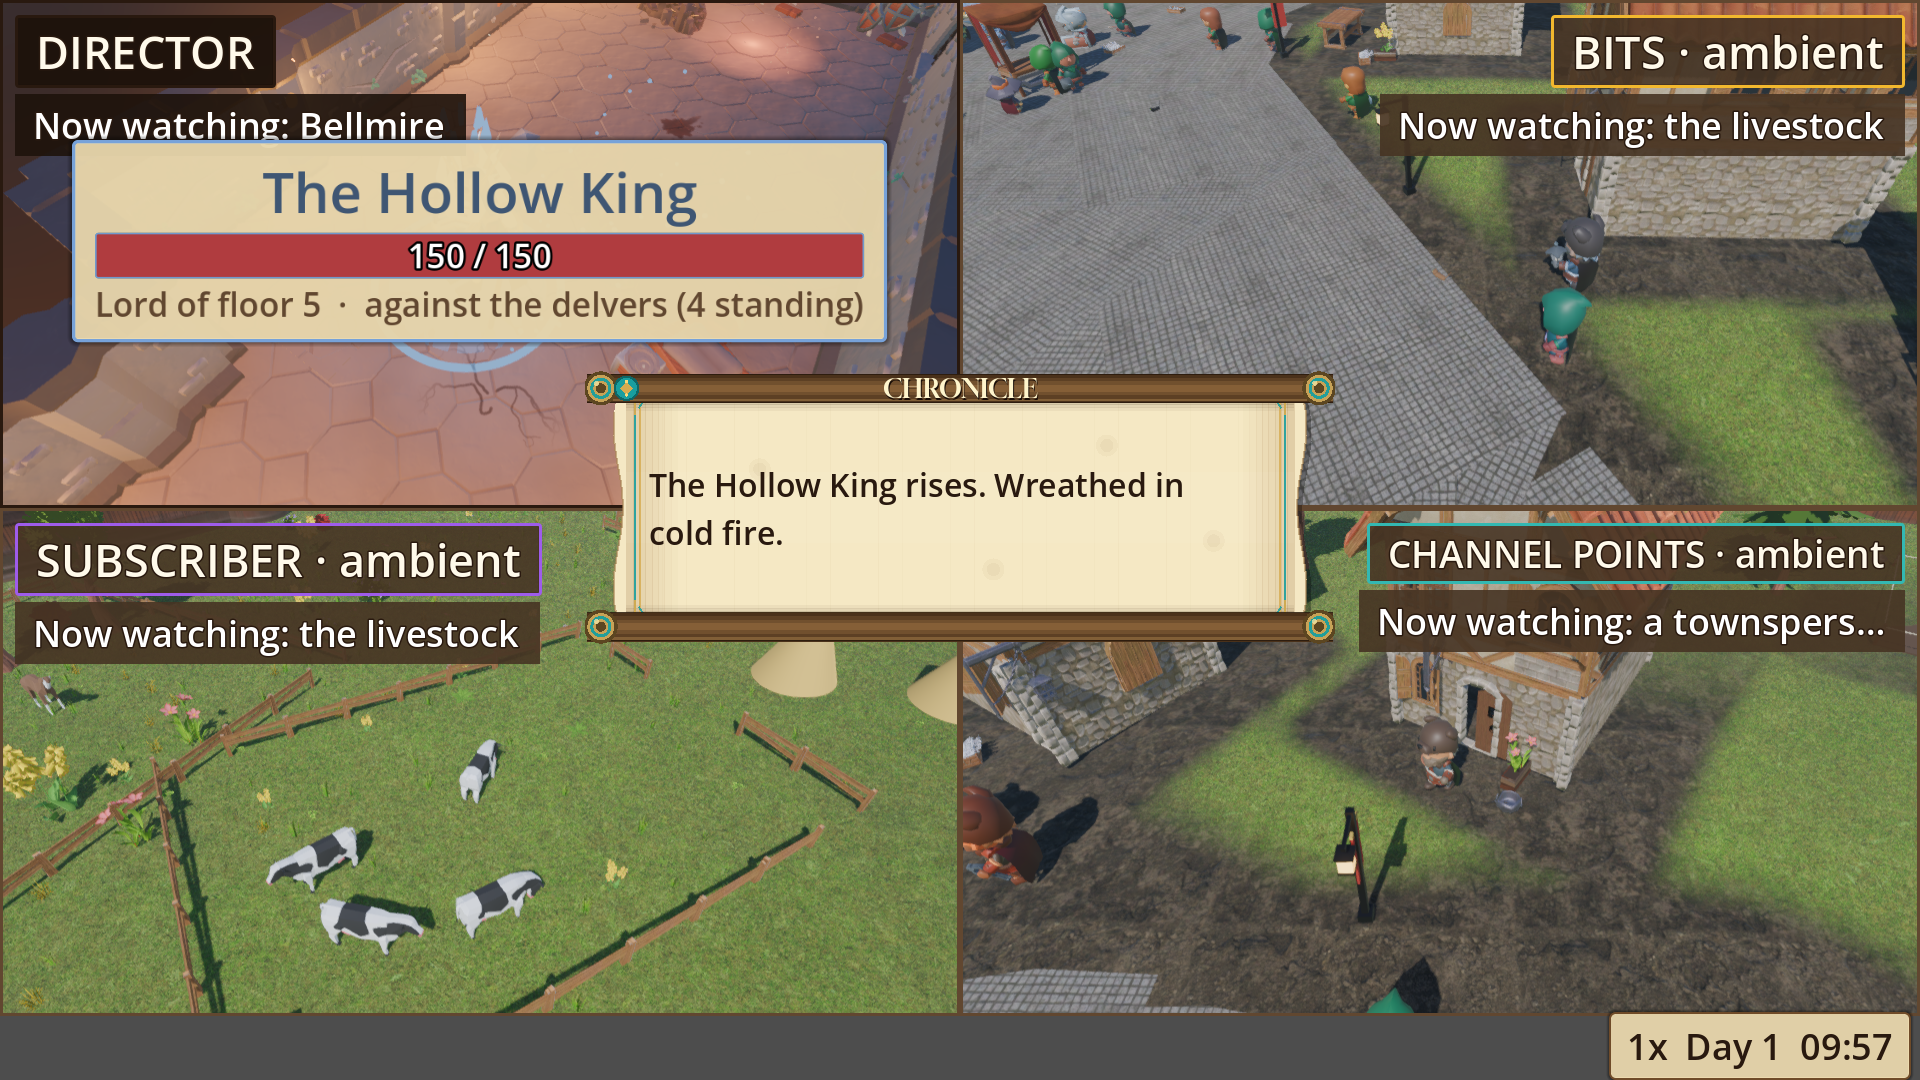 DIRECTOR
Now watching: Bellmire
The Hollow King
150 / 150
Lord of floor 5 · against the delvers (4 standing)
BITS · ambient
Now watching: the livestock
CHRONICLE
The Hollow King rises. Wreathed in
cold fire.
SUBSCRIBER · ambient
Now watching: the livestock
CHANNEL POINTS · ambient
Now watching: a townspers...
1x Day 1 09:57